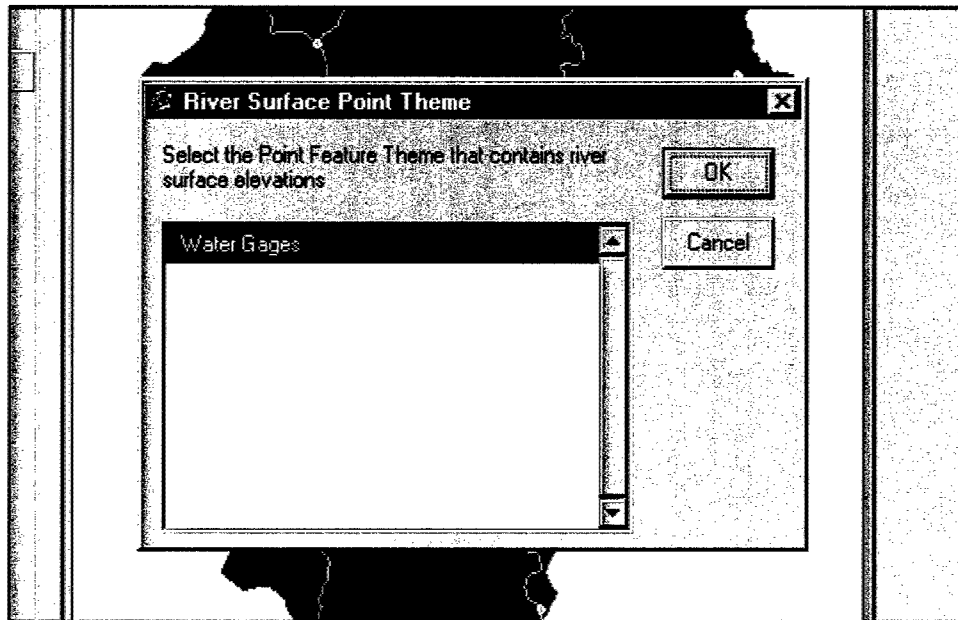 River Surface Point Theme
Select the Point Feature Theme that contains river
surface elevations
OK
Water Gages
Cancel